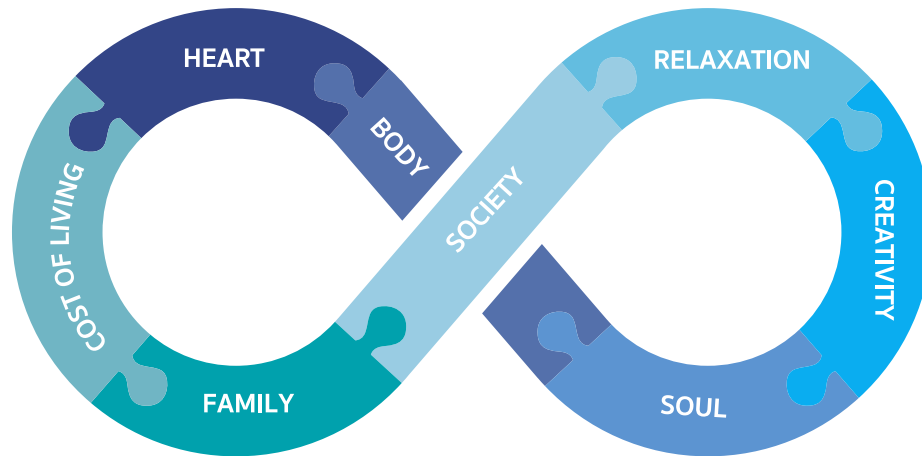 HEART
RELAXATION
BODY
SOCIETY
COST OF LIVING
CREATIVITY
FAMILY
SOUL